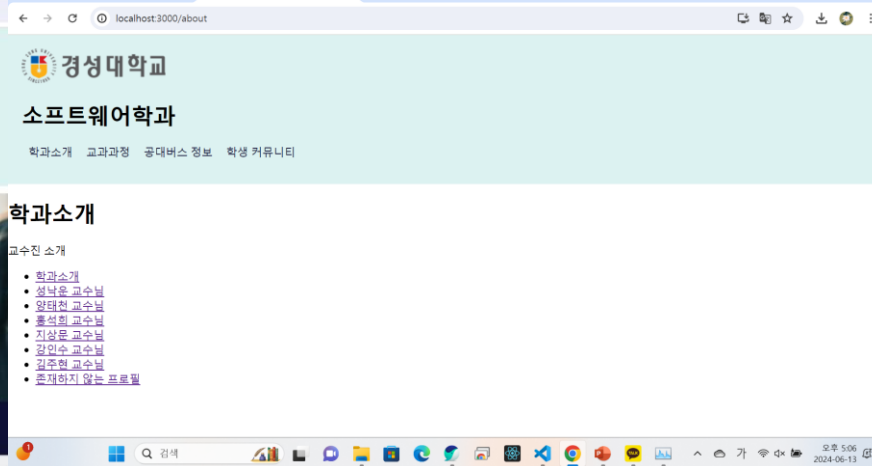 localhost:3000/about
경성대학교
소프트웨어학과
학과소개 교과과정 공대버스 정보 학생 커뮤니티
학과소개
교수진 소개
학과소개
성낙운 교수님
양태천 교수님
홍석희 교수님
지상문 교수님
강인수 교수님
김주현 교수님
존재하지 않는 프로필
1
검색
가
오후 5:06
2024-06-13